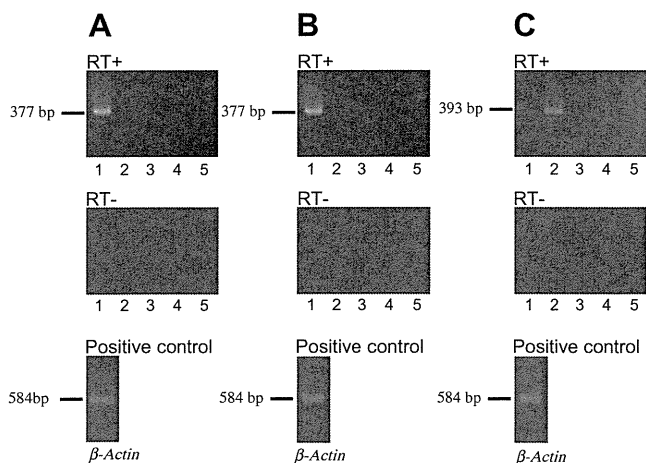 A B C
RT+ RT+ RT+
377 bp 377 bp 393 bp
1 2 3 4 5 1 2 3 4 5 1 2 3 4 5
RT- RT- RT-
1 2 3 4 5 1 2 3 4 5 1 2 3 4 5
Positive control Positive control Positive control
584bp 584 bp 584 bp
β-Actin β-Actin β-Actin